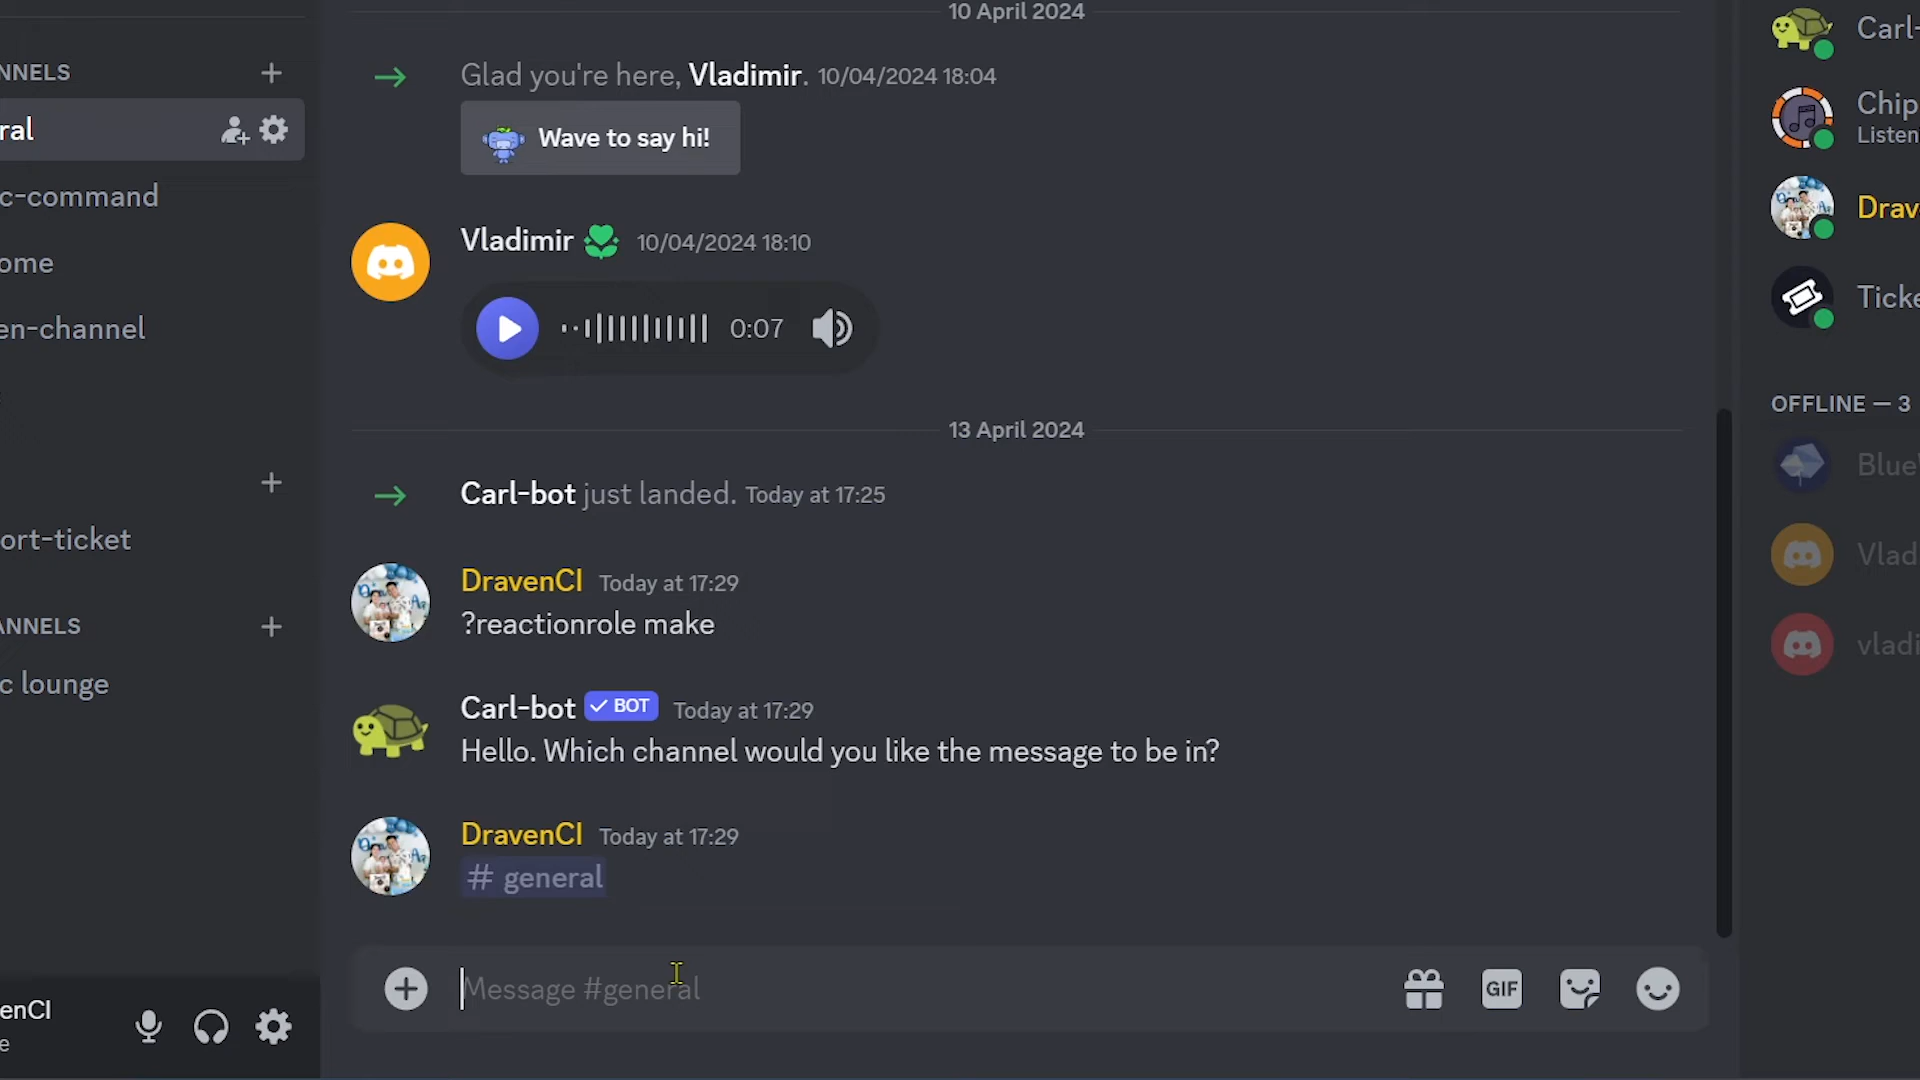 NNELS
ral
c-command
ome
en-channel
ort-ticket
ANNELS
c lounge
enCl
e
10 April 2024
Glad you're here, Vladimir. 10/04/2024 18:04
Wave to say hi!
Vladimir 10/04/2024 18:10
0:07
13 April 2024
Carl-bot just landed. Today at 17:25
DravenCl Today at 17:29
?reactionrole make
Carl-bot BOT Today at 17:29
Hello. Which channel would you like the message to be in?
DravenCl Today at 17:29
# general
Message #general
GIF
Carl-
Chip
Listen
Drav
Ticke
OFFLINE — 3
Blue
Vlad
vladi